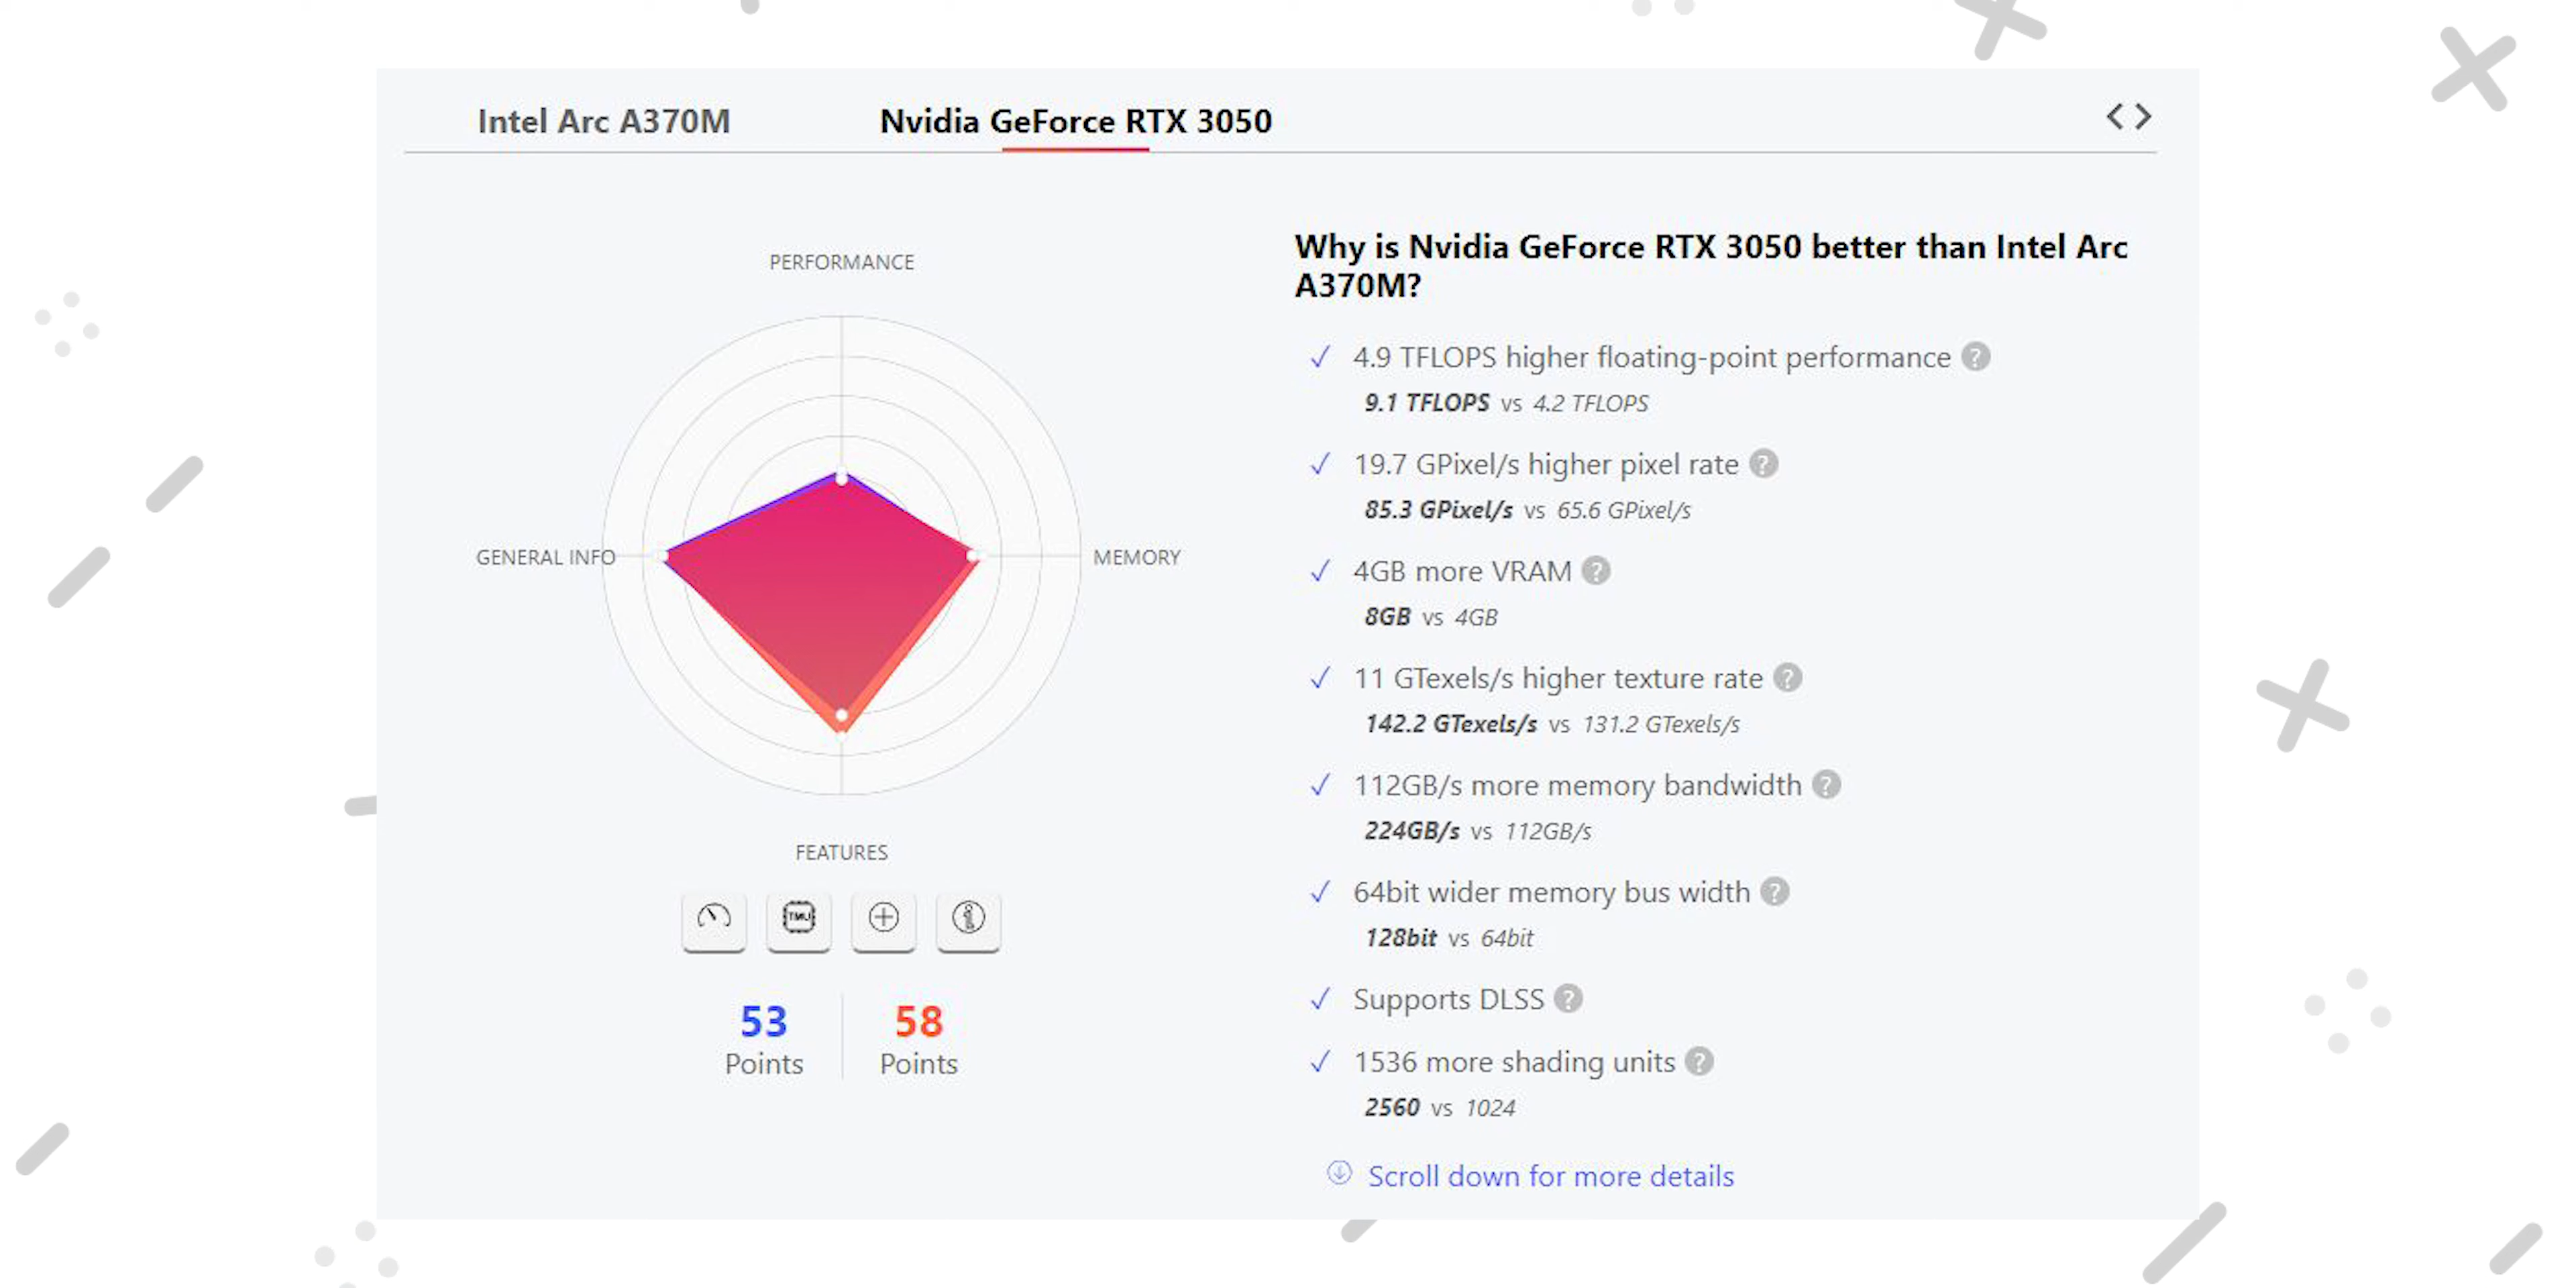 Intel Arc A370M
Nvidia GeForce RTX 3050
PERFORMANCE
GENERAL INFO
MEMORY
FEATURES
TMU
53
Points
58
Points
Why is Nvidia GeForce RTX 3050 better than Intel Arc
A370M?
4.9 TFLOPS higher floating-point performance ?
9.1 TFLOPS vs 4.2 TFLOPS
19.7 GPixel/s higher pixel rate ?
85.3 GPixel/s vs 65.6 GPixel/s
4GB more VRAM ?
8GB vs 4GB
11 GTexels/s higher texture rate ?
142.2 GTexels/s vs 131.2 GTexels/s
112GB/s more memory bandwidth ?
224GB/s vs 112GB/s
64bit wider memory bus width ?
128bit vs 64bit
Supports DLSS ?
1536 more shading units ?
2560 vs 1024
Scroll down for more details